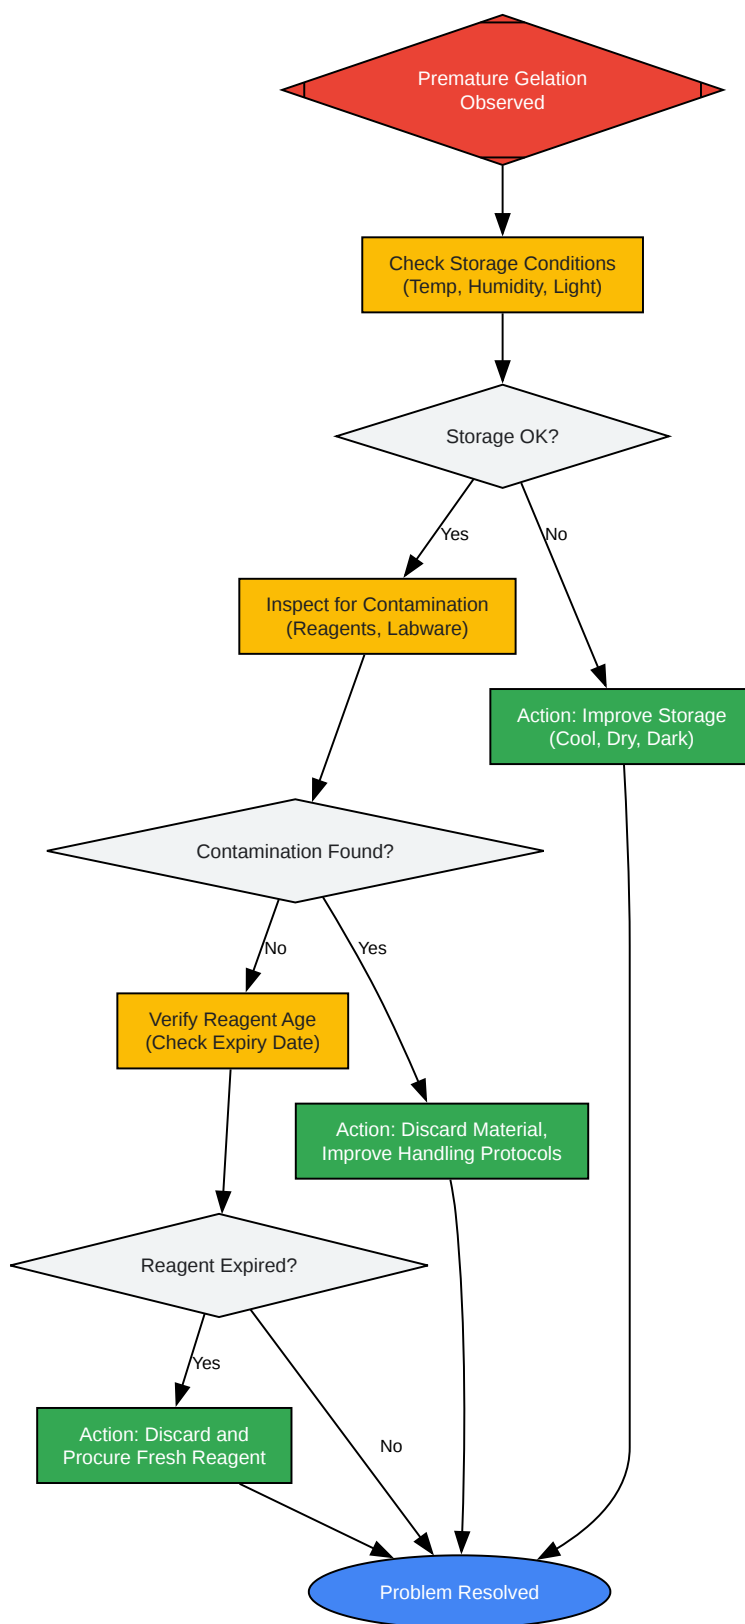 Premature Gelation
Observed
Check Storage Conditions
(Temp, Humidity, Light)
Storage OK?
Yes
No
Inspect for Contamination
(Reagents, Labware)
Action: Improve Storage
(Cool, Dry, Dark)
Contamination Found?
No
Yes
Verify Reagent Age
(Check Expiry Date)
Action: Discard Material,
Improve Handling Protocols
Reagent Expired?
Yes
No
Action: Discard and
Procure Fresh Reagent
Problem Resolved